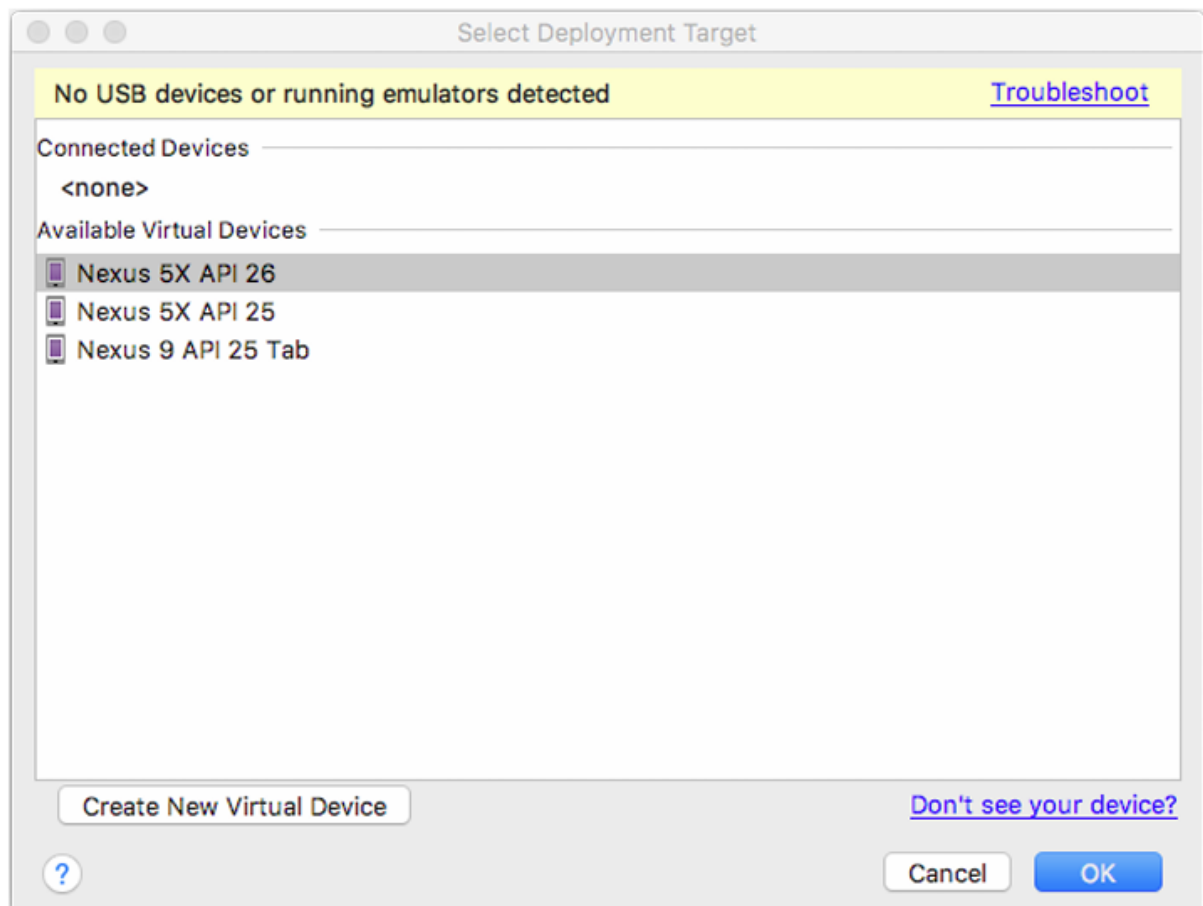 Select Deployment Target
No USB devices or running emulators detected Troubleshoot
Connected Devices
<none>
Available Virtual Devices
Nexus 5X API 26
Nexus 5X API 25
Nexus 9 API 25 Tab
Create New Virtual Device Don't see your device?
? Cancel OK